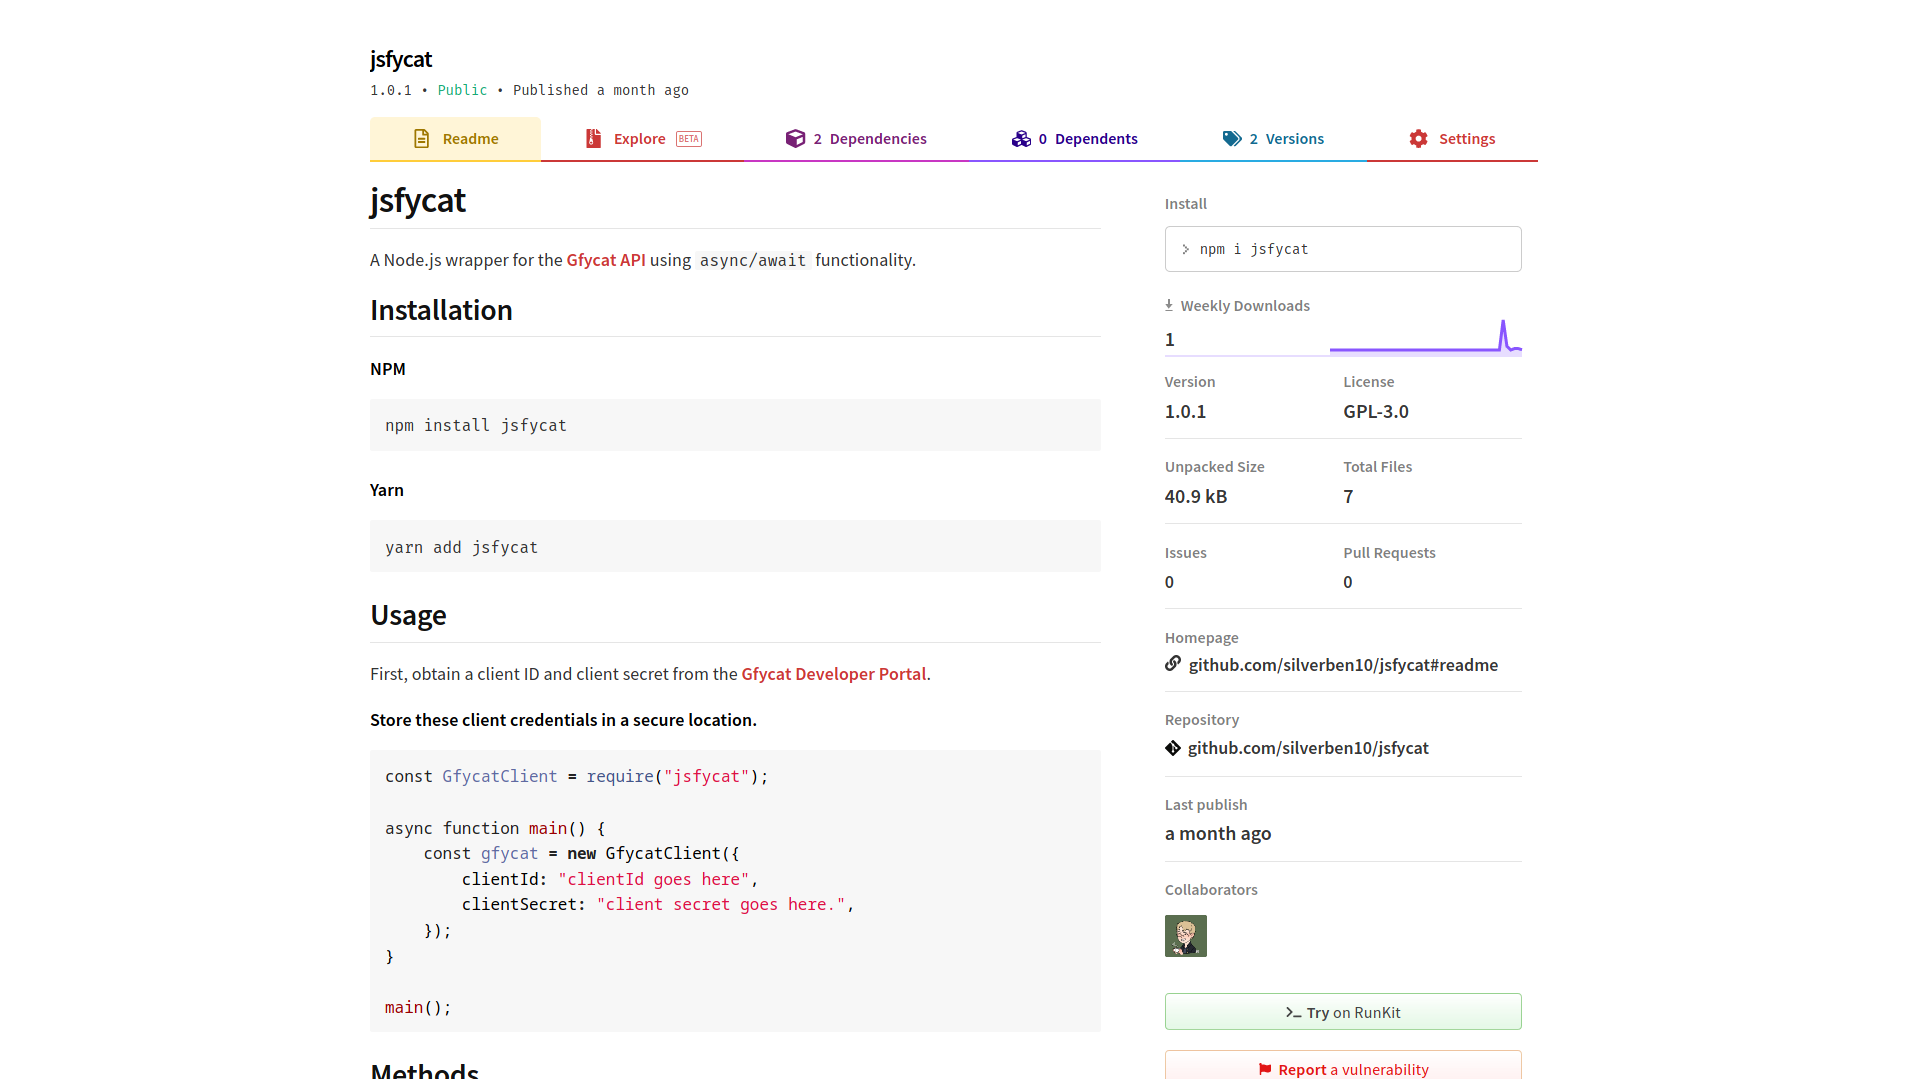 jsfycat
1.0.1 • Public • Published a month ago
Readme
Explore BETA
2 Dependencies
0 Dependents
2 Versions
Settings
jsfycat
A Node.js wrapper for the Gfycat API using async/await functionality.
Installation
NPM
npm install jsfycat
Yarn
yarn add jsfycat
Usage
First, obtain a client ID and client secret from the Gfycat Developer Portal.
Store these client credentials in a secure location.
const GfycatClient = require("jsfycat");
async function main() {
    const gfycat = new GfycatClient({
        clientId: "clientId goes here",
        clientSecret: "client secret goes here.",
    });
}
main();
Methods
Install
> npm i jsfycat
Weekly Downloads
1
Version
1.0.1
License
GPL-3.0
Unpacked Size
40.9 kB
Total Files
7
Issues
0
Pull Requests
0
Homepage
github.com/silverben10/jsfycat#readme
Repository
github.com/silverben10/jsfycat
Last publish
a month ago
Collaborators
Try on RunKit
Report a vulnerability